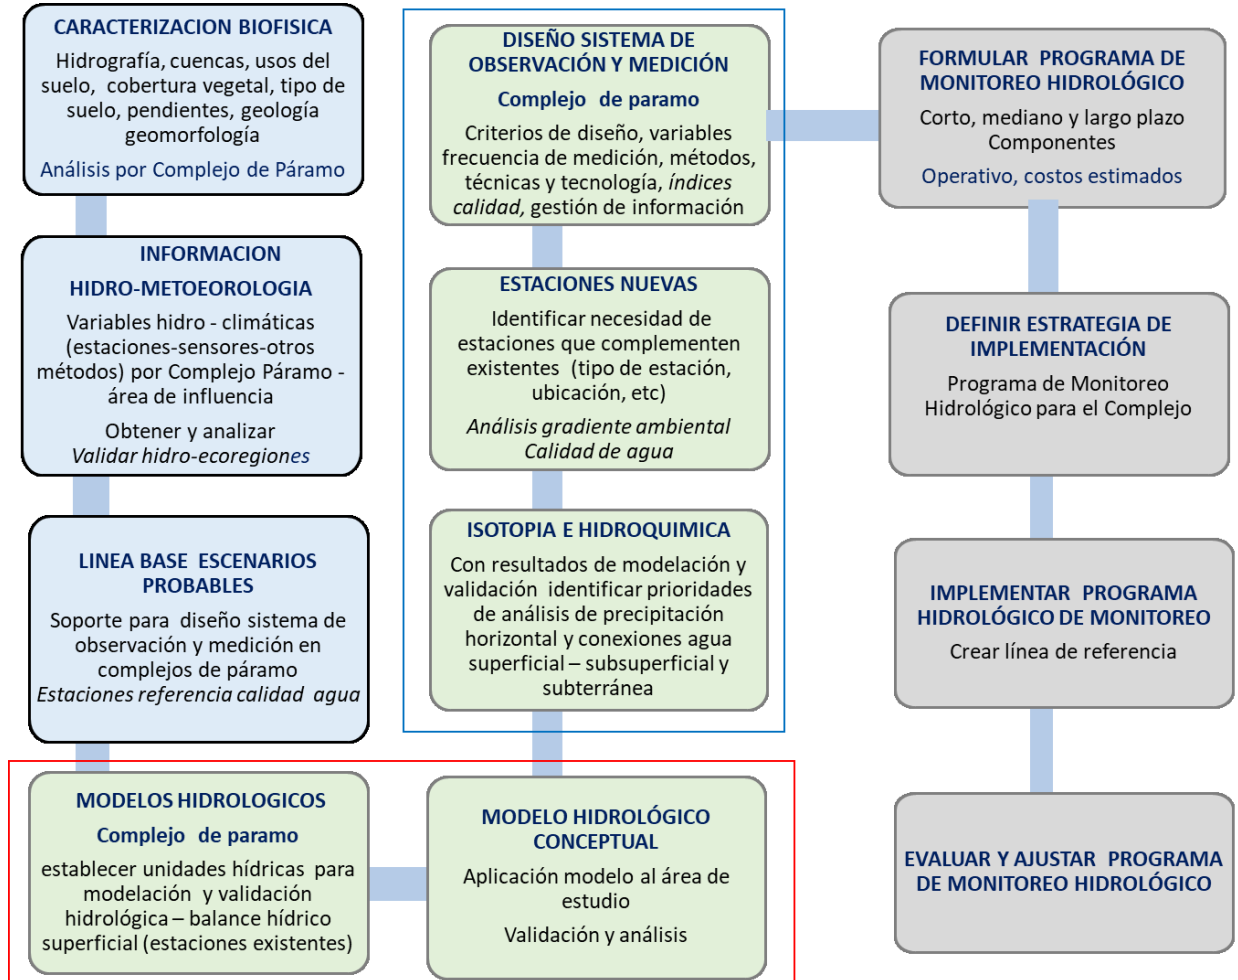 CARACTERIZACION BIOFISICA
Hidrografía, cuencas, usos del
suelo, cobertura vegetal, tipo de
suelo, pendientes, geología
geomorfología
Análisis por Complejo de Páramo
INFORMACION
HIDRO-METOEOROLOGIA
Variables hidro - climáticas
(estaciones-sensores-otros
métodos) por Complejo Páramo -
área de influencia
Obtener y analizar
Validar hidro-ecoregiones
LINEA BASE ESCENARIOS
PROBABLES
Soporte para diseño sistema de
observación y medición en
complejos de páramo
Estaciones referencia calidad agua
MODELOS HIDROLOGICOS
Complejo de paramo
establecer unidades hídricas para
modelación y validación
hidrológica – balance hídrico
superficial (estaciones existentes)
MODELO HIDROLÓGICO
CONCEPTUAL
Aplicación modelo al área de
estudio
Validación y análisis
ISOTOPIA E HIDROQUIMICA
Con resultados de modelación y
validación identificar prioridades
de análisis de precipitación
horizontal y conexiones agua
superficial – subsuperficial y
subterránea
ESTACIONES NUEVAS
Identificar necesidad de
estaciones que complementen
existentes (tipo de estación,
ubicación, etc)
Análisis gradiente ambiental
Calidad de agua
DISEÑO SISTEMA DE
OBSERVACIÓN Y MEDICIÓN
Complejo de paramo
Criterios de diseño, variables
frecuencia de medición, métodos,
técnicas y tecnología, índices
calidad, gestión de información
FORMULAR PROGRAMA DE
MONITOREO HIDROLÓGICO
Corto, mediano y largo plazo
Componentes
Operativo, costos estimados
DEFINIR ESTRATEGIA DE
IMPLEMENTACIÓN
Programa de Monitoreo
Hidrológico para el Complejo
IMPLEMENTAR PROGRAMA
HIDROLÓGICO DE MONITOREO
Crear línea de referencia
EVALUAR Y AJUSTAR PROGRAMA
DE MONITOREO HIDROLÓGICO